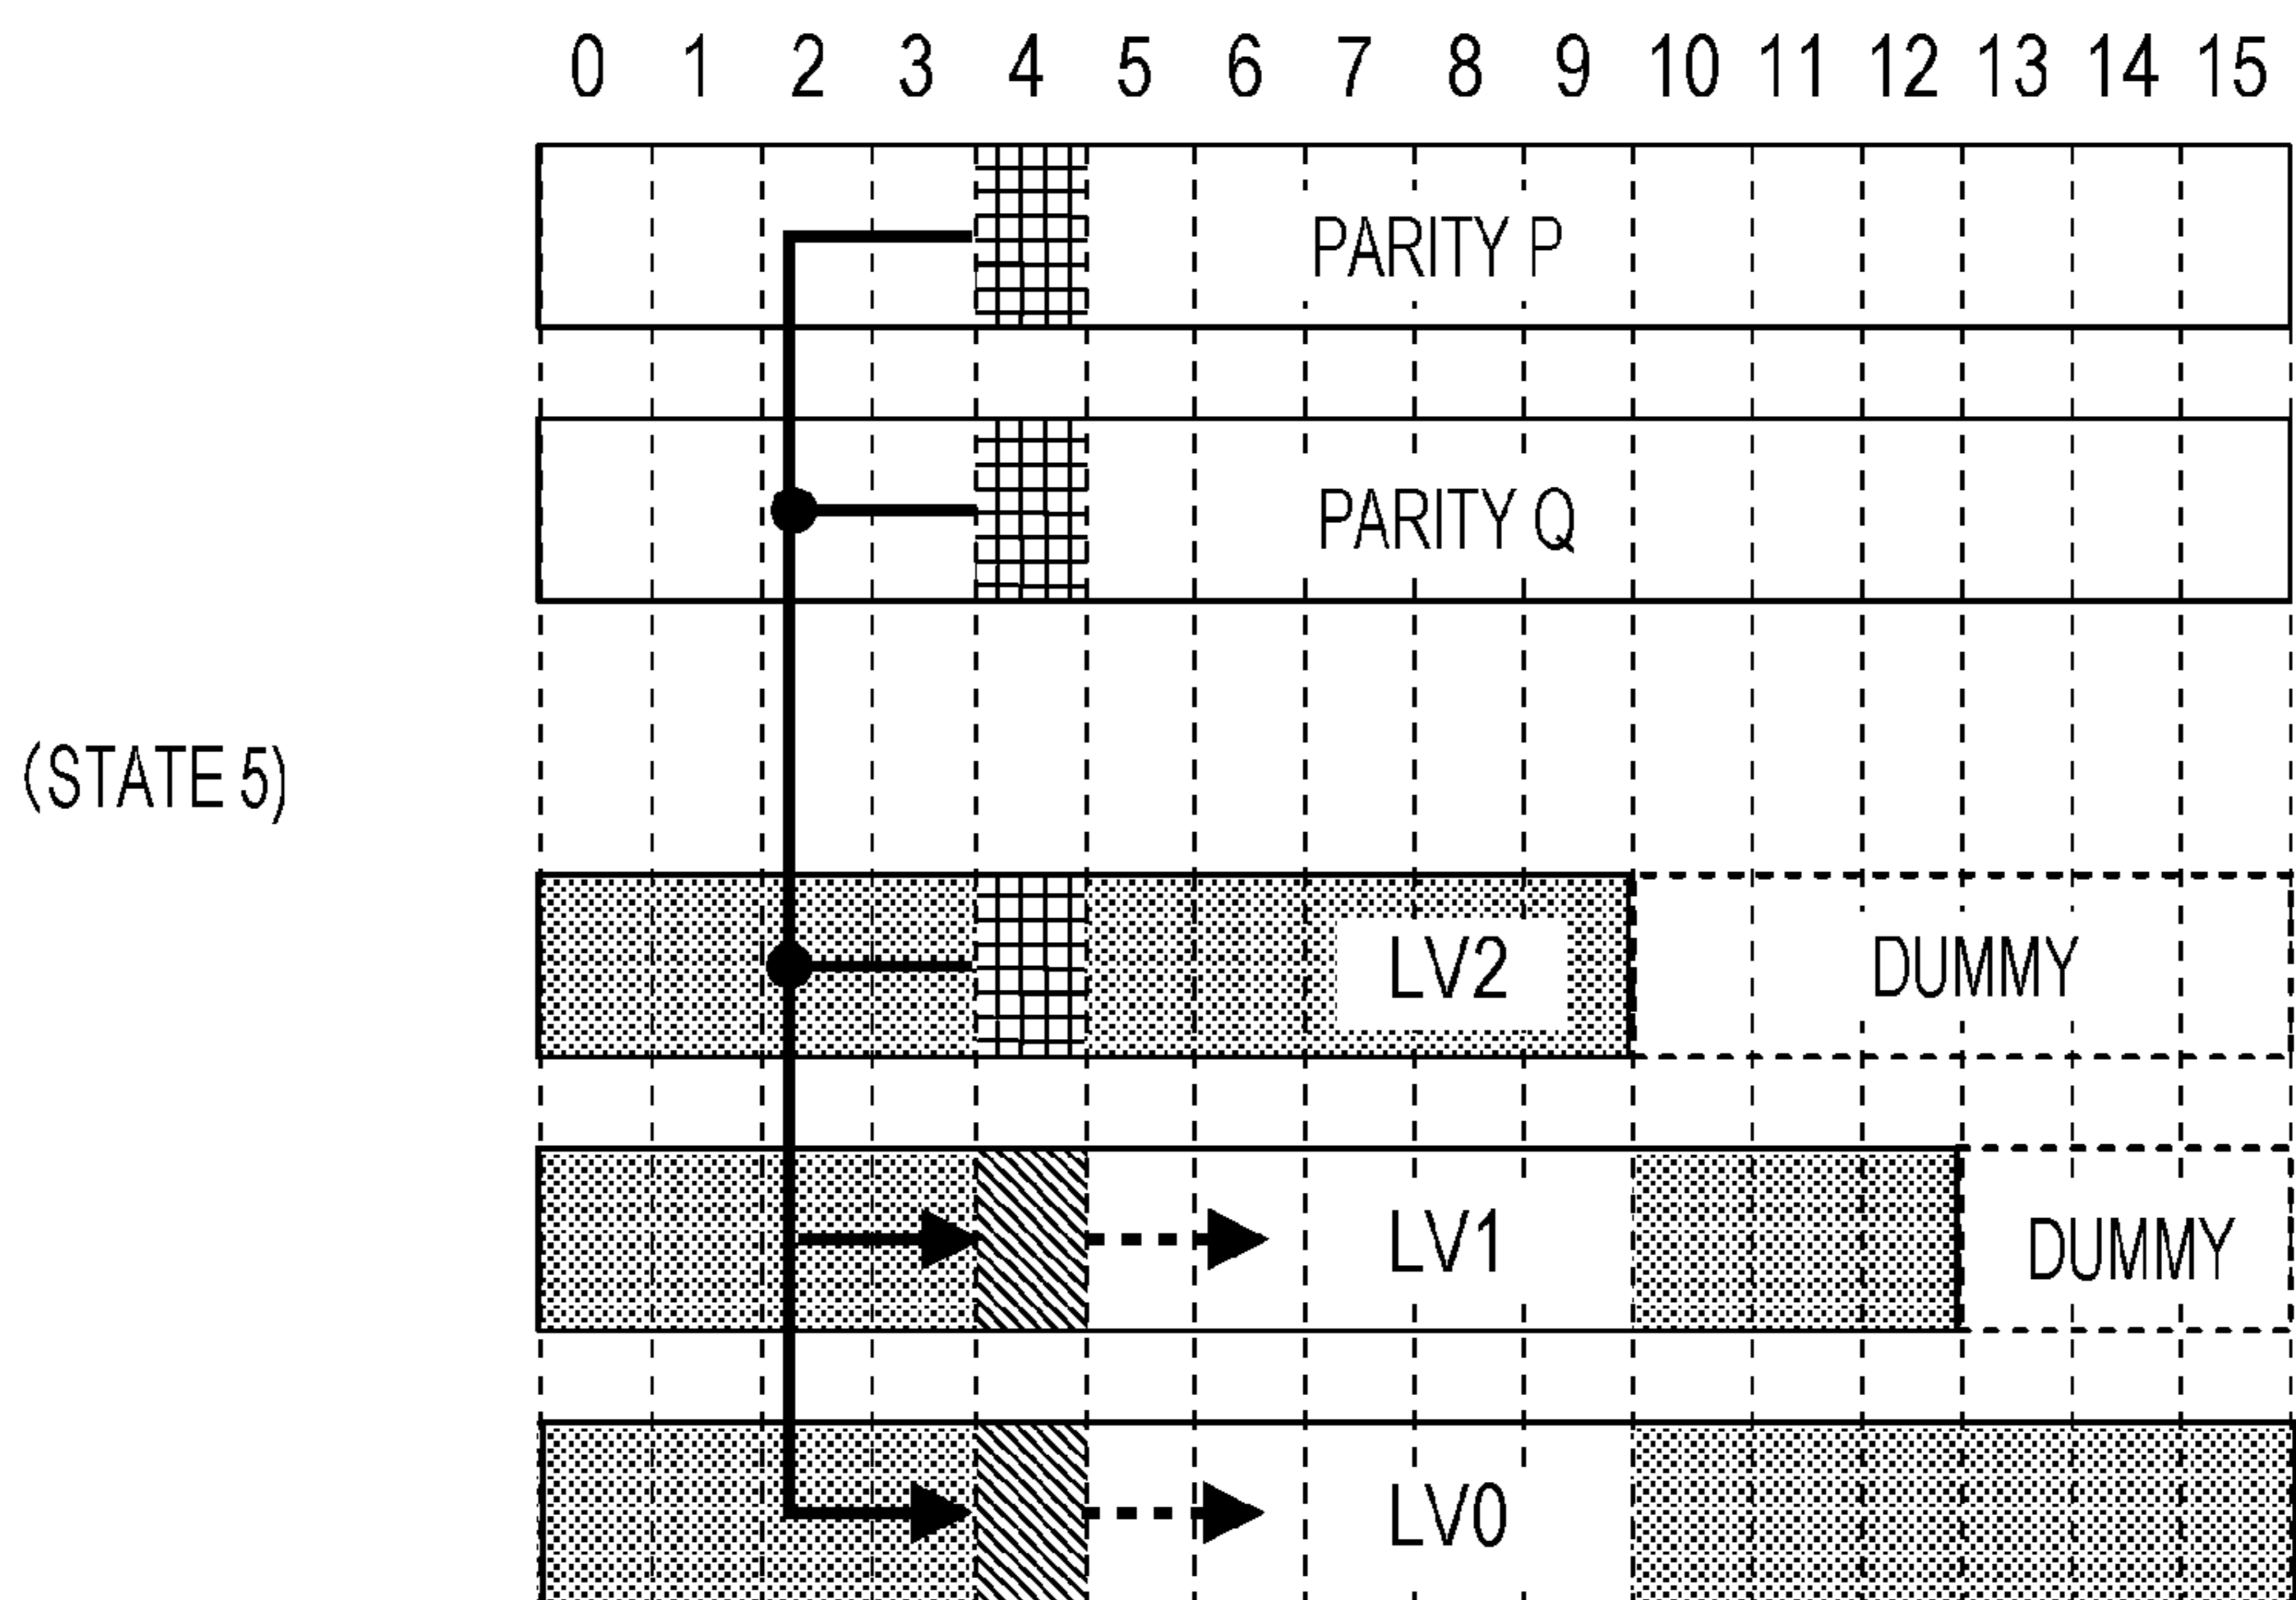 0 1 2 3 4 5 6 7 8 9 10 11 12 13 14 15
PARITY P
PARITY Q
(STATE 5)
LV2 DUMMY
LV1 DUMMY
LV0